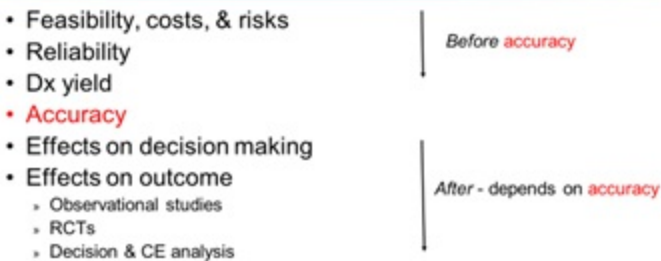 • Feasibility, costs, & risks
• Reliability
• Dx yield
• Accuracy
• Effects on decision making
• Effects on outcome
» Observational studies
» RCTs
» Decision & CE analysis
Before accuracy
After - depends on accuracy